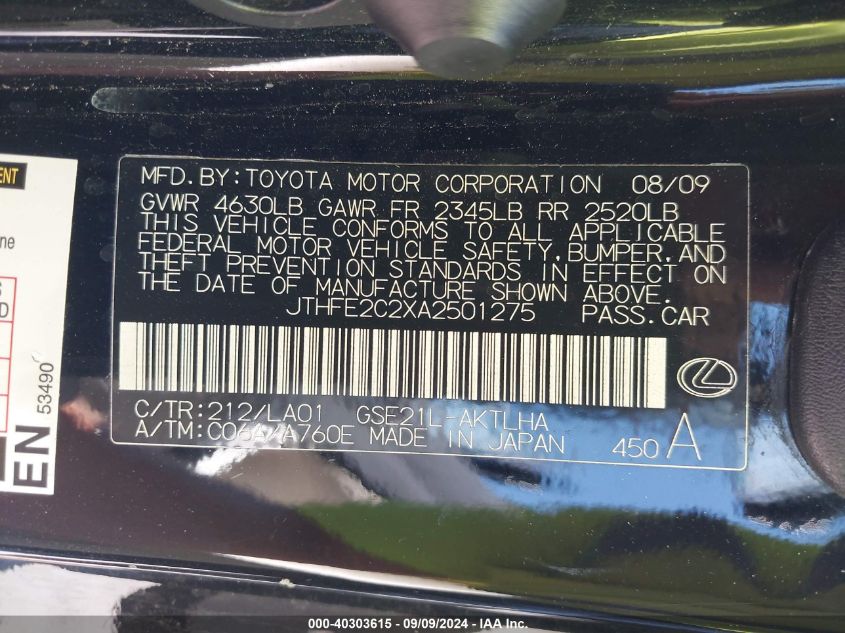 MFD.BY:TOYOTA MOTOR CORPORATION 08/09
GVWR 4630LB GAWR FR 2345LB RR 2520LB
THIS VEHICLE CONFORMS TO ALL APPLICABLE
FEDERAL MOTOR VEHICLE SAFETY,BUMPER,AND
THEFT PREVENTION STANDARDS IN EFFECT ON
THE DATE OF MANUFACTURE SHOWN ABOVE.
JTHFE2C2XA2501275 PASS.CAR
C/TR:212/LA01 GSE21L-AKTLHA
A/TM:C06A/A760E MADE IN JAPAN 450A
EN 53490
000-40303615 - 09/09/2024 - IAA Inc.